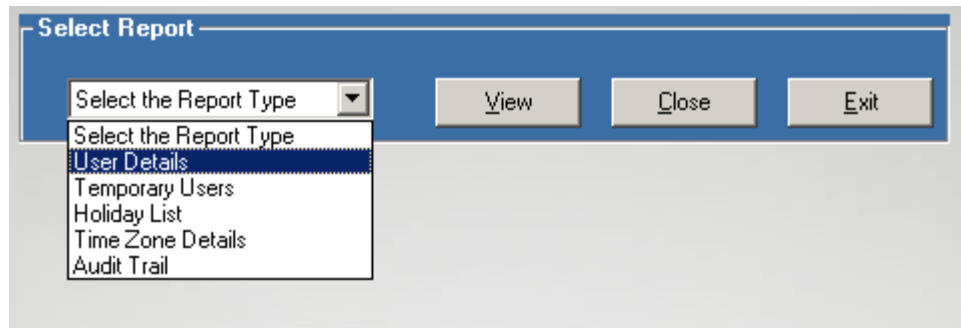 Select Report
Select the Report Type
View
Close
Exit
Select the Report Type
User Details
Temporary Users
Holiday List
Time Zone Details
Audit Trail